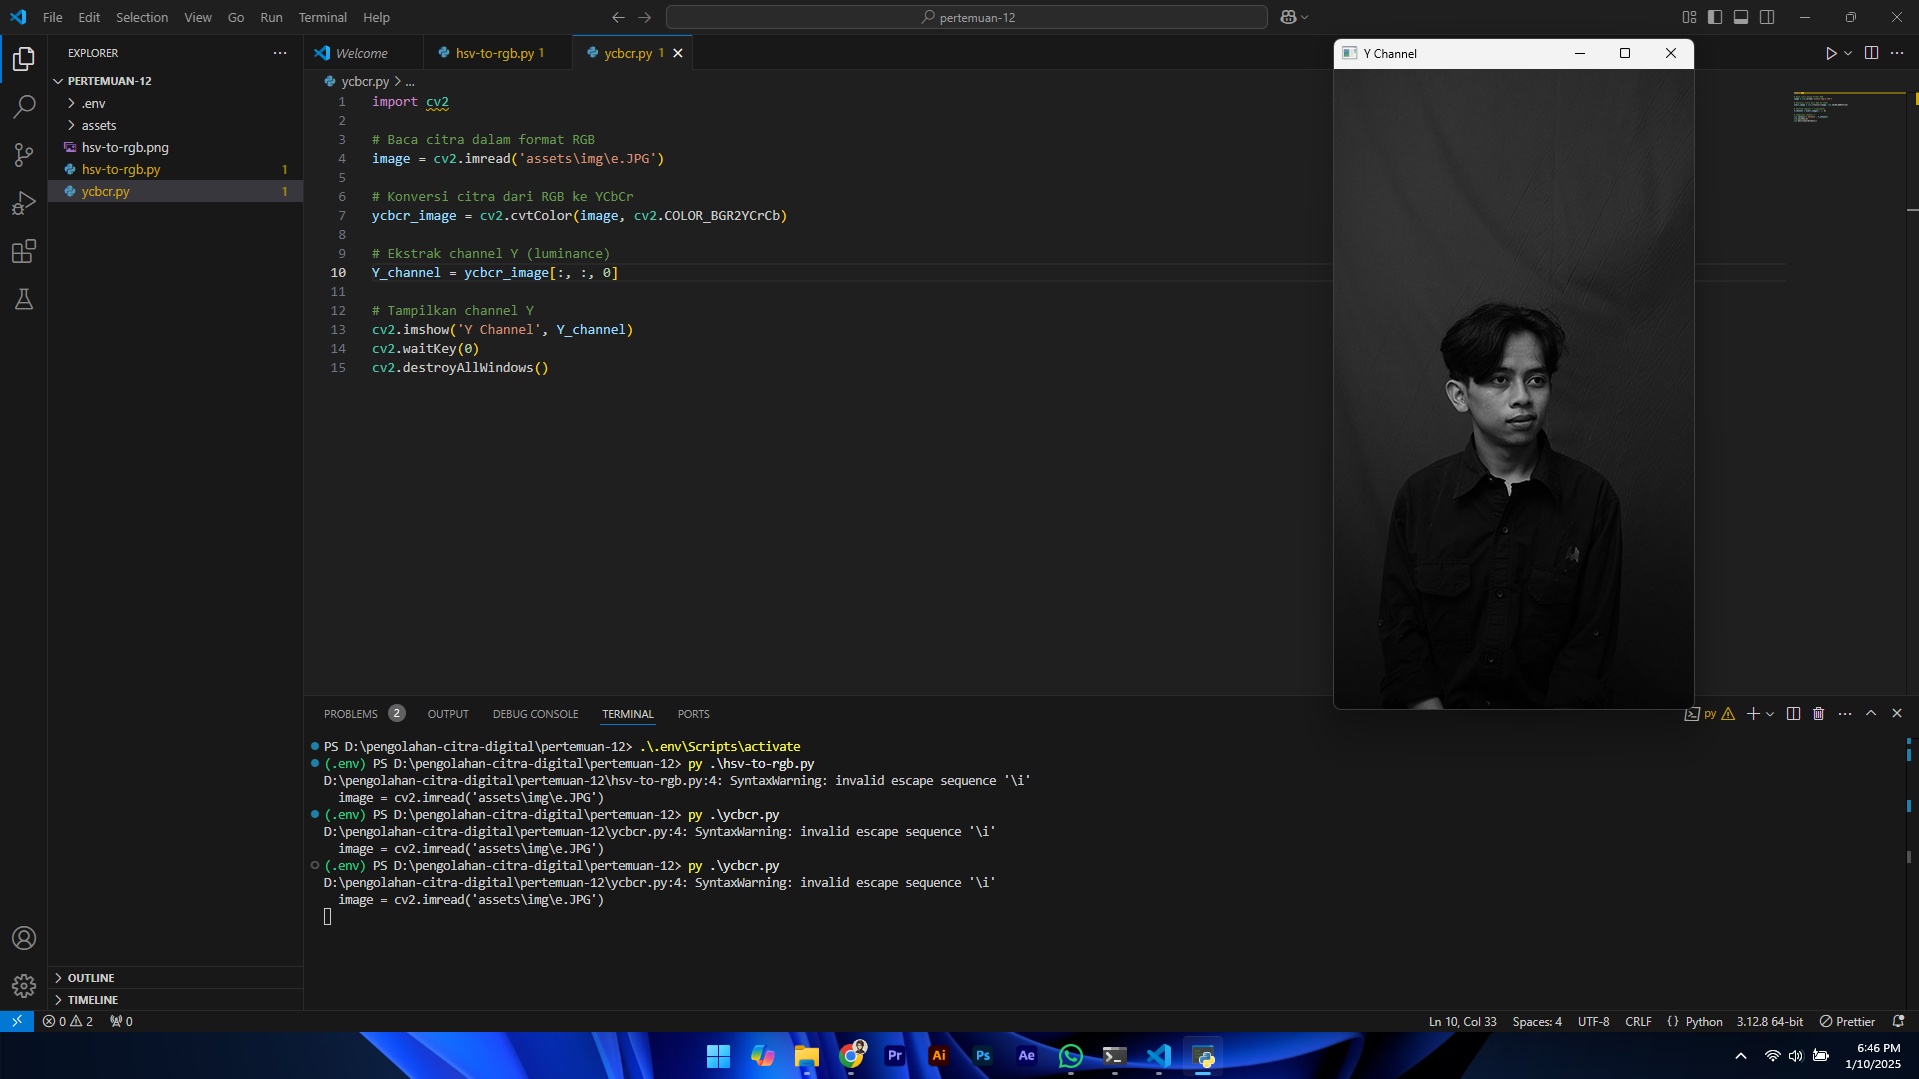 File Edit Selection View Go Run Terminal Help
pertemuan-12
EXPLORER
PERTEMUAN-12
.env
assets
hsv-to-rgb.png
hsv-to-rgb.py 1
ycbcr.py 1
OUTLINE
TIMELINE
Welcome hsv-to-rgb.py 1 ycbcr.py 1
ycbcr.py > ...
1 import cv2
2
3 # Baca citra dalam format RGB
4 image = cv2.imread('assets\img\e.JPG')
5
6 # Konversi citra dari RGB ke YCbCr
7 ycbcr_image = cv2.cvtColor(image, cv2.COLOR_BGR2YCrCb)
8
9 # Ekstrak channel Y (luminance)
10 Y_channel = ycbcr_image[:, :, 0]
11
12 # Tampilkan channel Y
13 cv2.imshow('Y Channel', Y_channel)
14 cv2.waitKey(0)
15 cv2.destroyAllWindows()
Y Channel
PROBLEMS 2 OUTPUT DEBUG CONSOLE TERMINAL PORTS
py
PS D:\pengolahan-citra-digital\pertemuan-12> .\.env\Scripts\activate
(.env) PS D:\pengolahan-citra-digital\pertemuan-12> py .\hsv-to-rgb.py
D:\pengolahan-citra-digital\pertemuan-12\hsv-to-rgb.py:4: SyntaxWarning: invalid escape sequence '\i'
image = cv2.imread('assets\img\e.JPG')
(.env) PS D:\pengolahan-citra-digital\pertemuan-12> py .\ycbcr.py
D:\pengolahan-citra-digital\pertemuan-12\ycbcr.py:4: SyntaxWarning: invalid escape sequence '\i'
image = cv2.imread('assets\img\e.JPG')
(.env) PS D:\pengolahan-citra-digital\pertemuan-12> py .\ycbcr.py
D:\pengolahan-citra-digital\pertemuan-12\ycbcr.py:4: SyntaxWarning: invalid escape sequence '\i'
image = cv2.imread('assets\img\e.JPG')
0 2 0
Ln 10, Col 33 Spaces: 4 UTF-8 CRLF {} Python 3.12.8 64-bit Prettier
Pr Ai Ps Ae
6:46 PM
1/10/2025